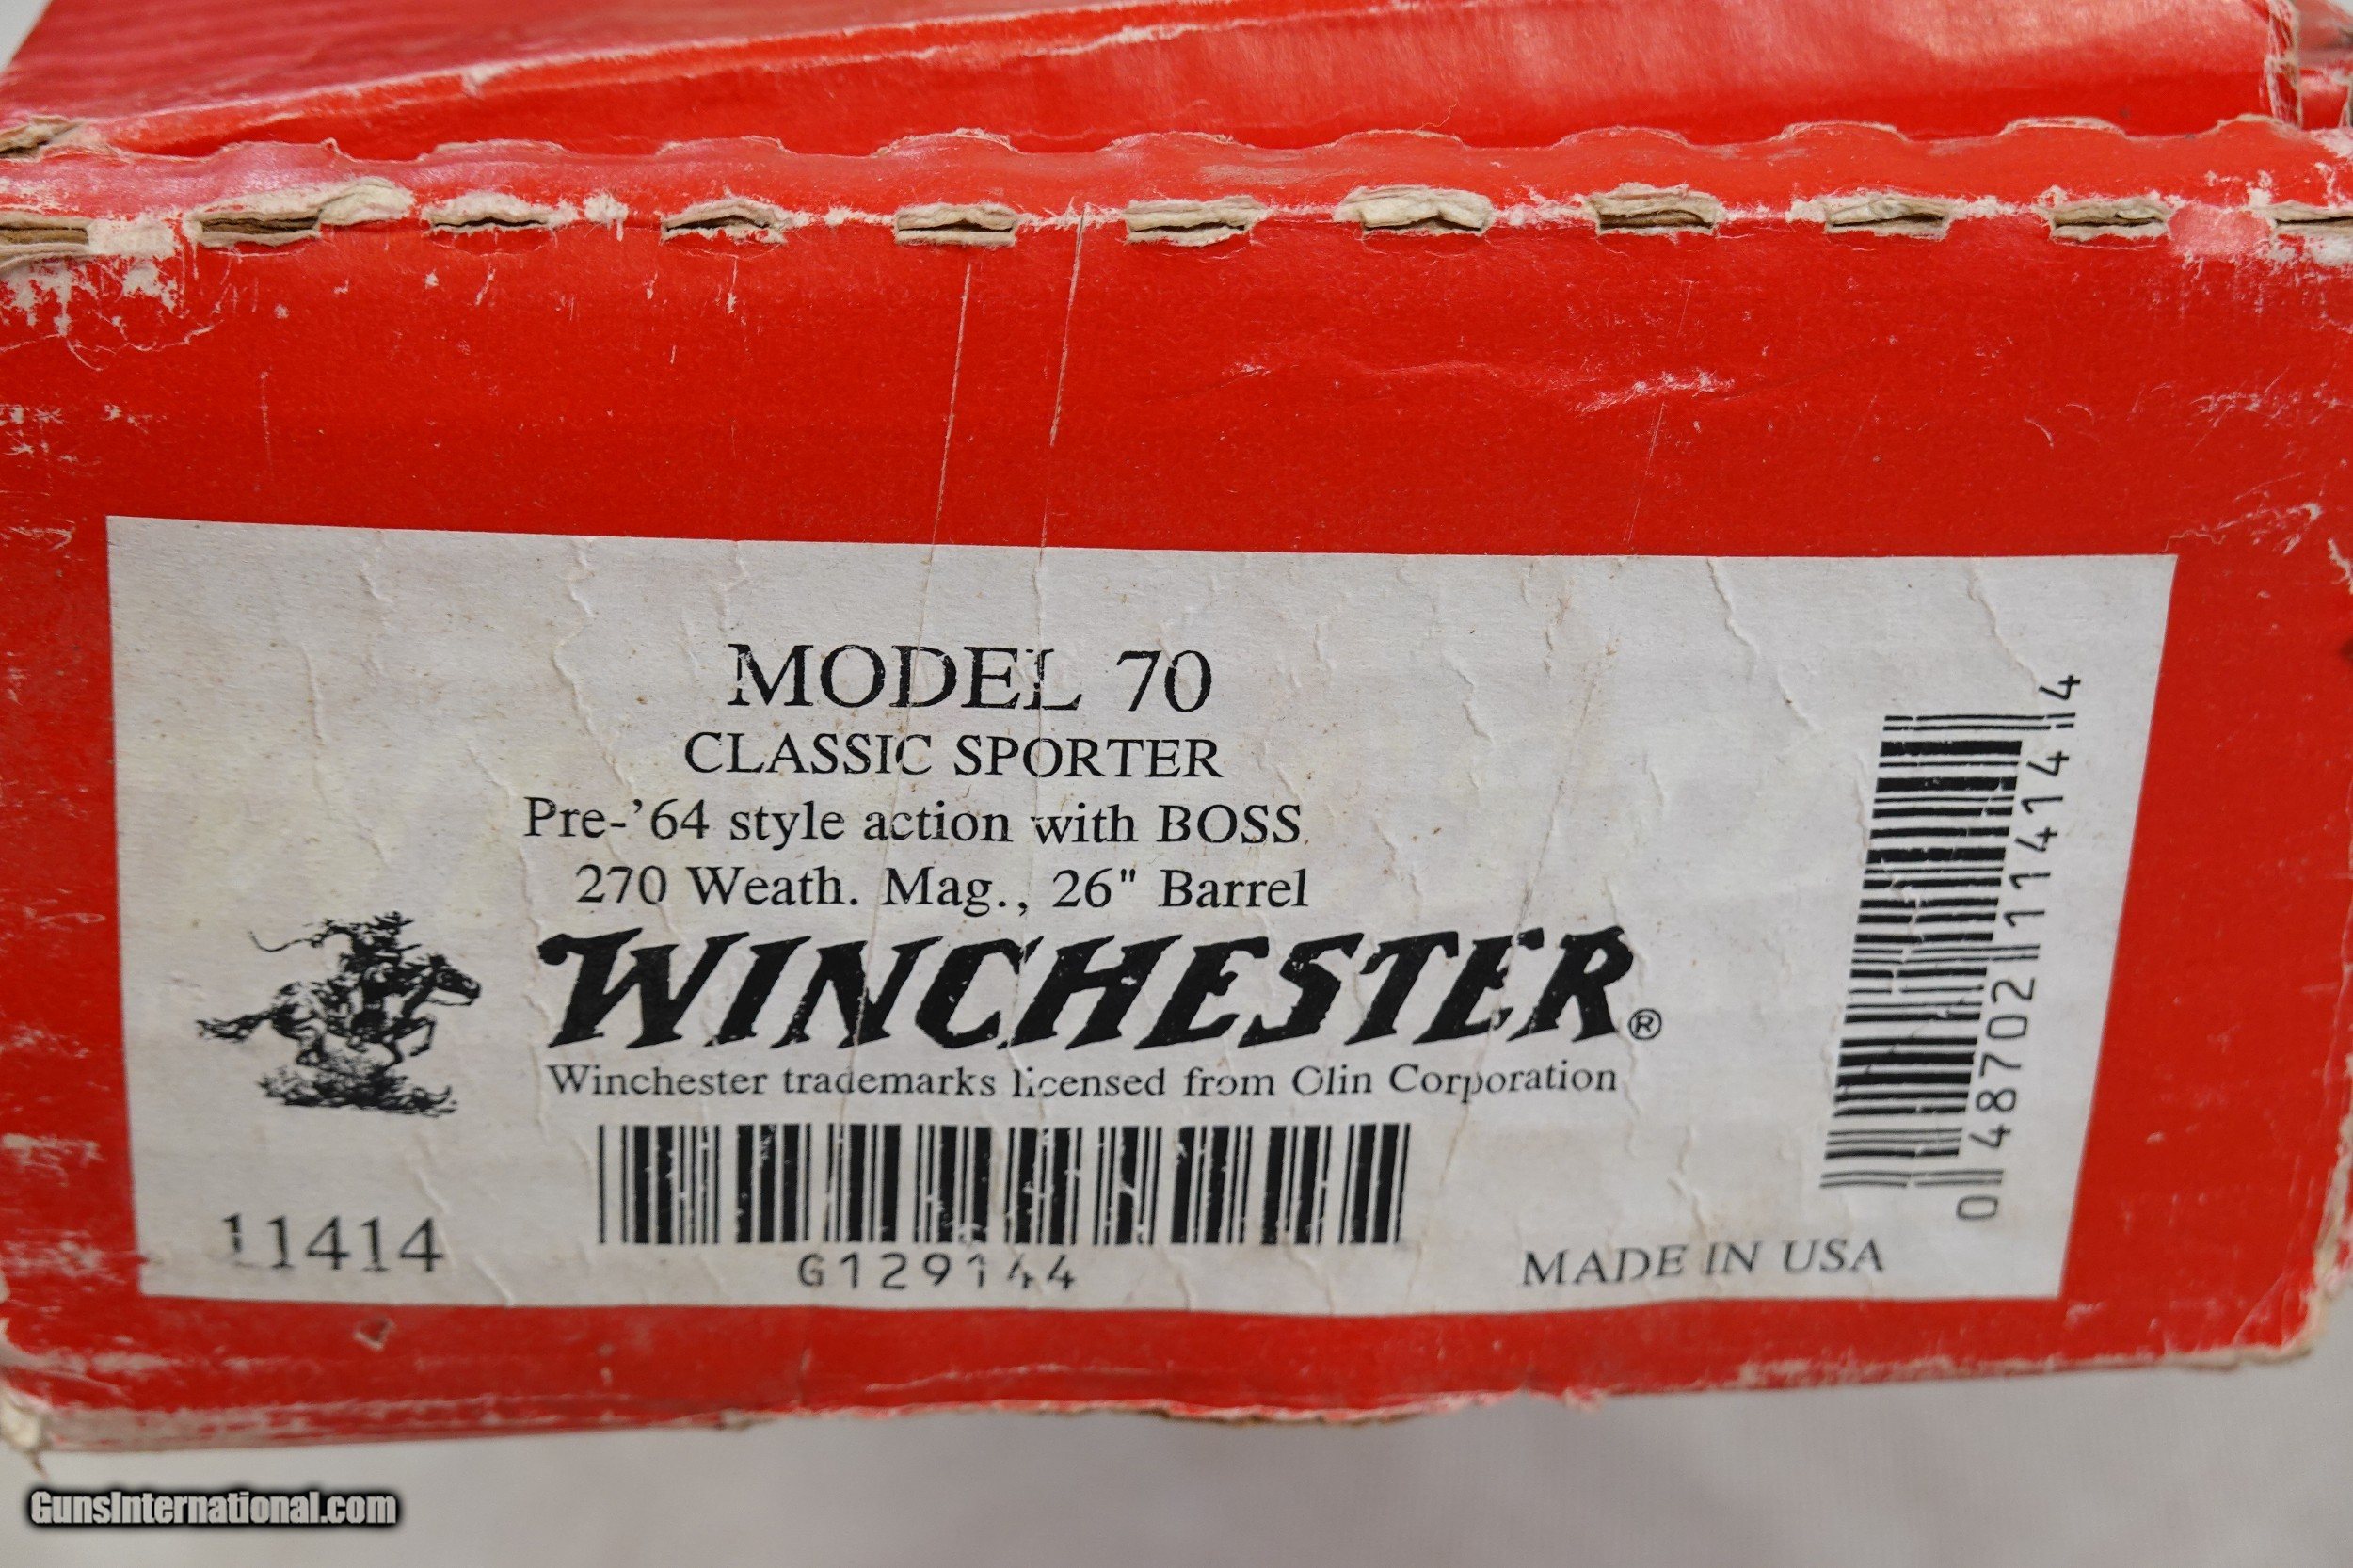 MODEL 70
CLASSIC SPORTER
Pre-'64 style action with BOSS
270 Weath. Mag., 26" Barrel
WINCHESTER®
Winchester trademarks licensed from Olin Corporation
11414
G129144
MADE IN USA
0 48702 11414 4
GunsInternational.com